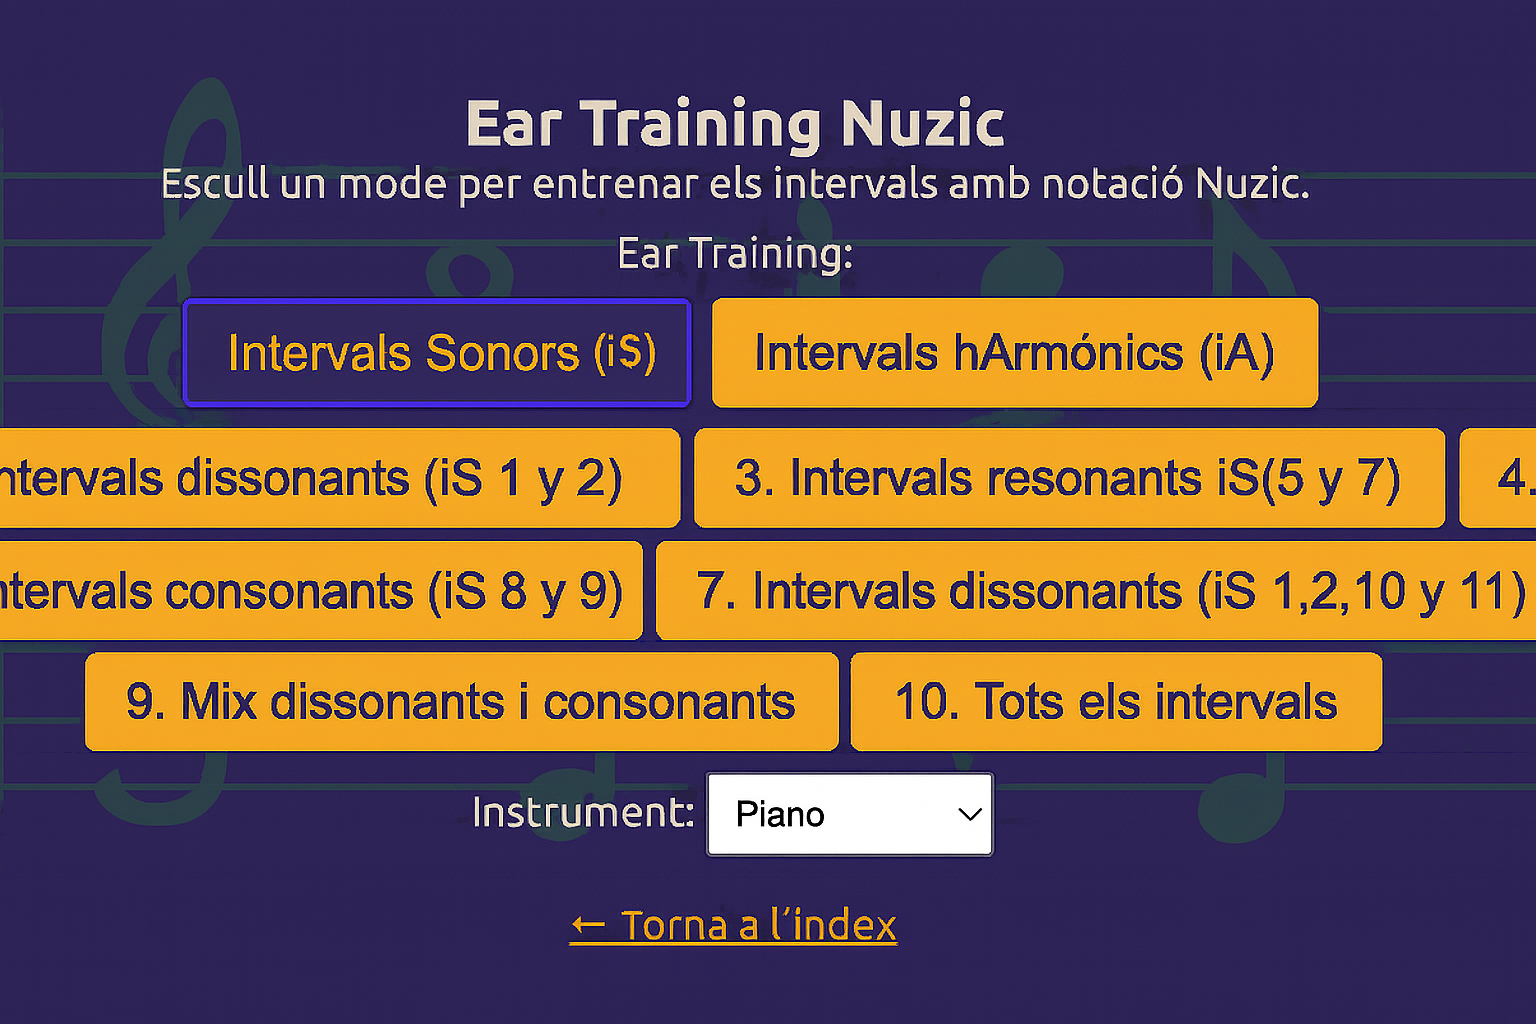 Ear Training Nuzic
Escull un mode per entrenar els intervals amb notació Nuzic.
Ear Training:
Intervals Sonors (iS) Intervals hArmónics (iA)
ntervals dissonants (iS 1 y 2) 3. Intervals resonants iS(5 y 7) 4.
ntervals consonants (iS 8 y 9) 7. Intervals dissonants (iS 1,2,10 y 11)
9. Mix dissonants i consonants 10. Tots els intervals
Instrument: Piano
← Torna a l'índex